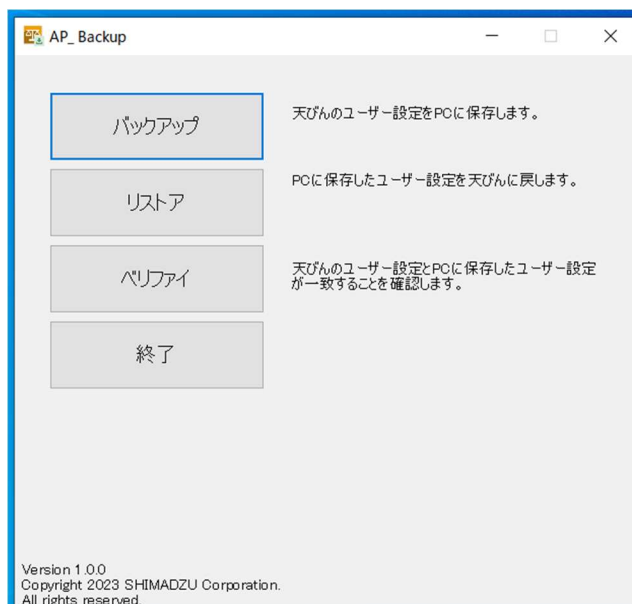 AP_ Backup
バックアップ
天びんのユーザー設定をPCに保存します。
リストア
PCに保存したユーザー設定を天びんに戻します。
ベリファイ
天びんのユーザー設定とPCに保存したユーザー設定
が一致することを確認します。
終了
Version 1.0.0
Copyright 2023 SHIMADZU Corporation.
All rights reserved.